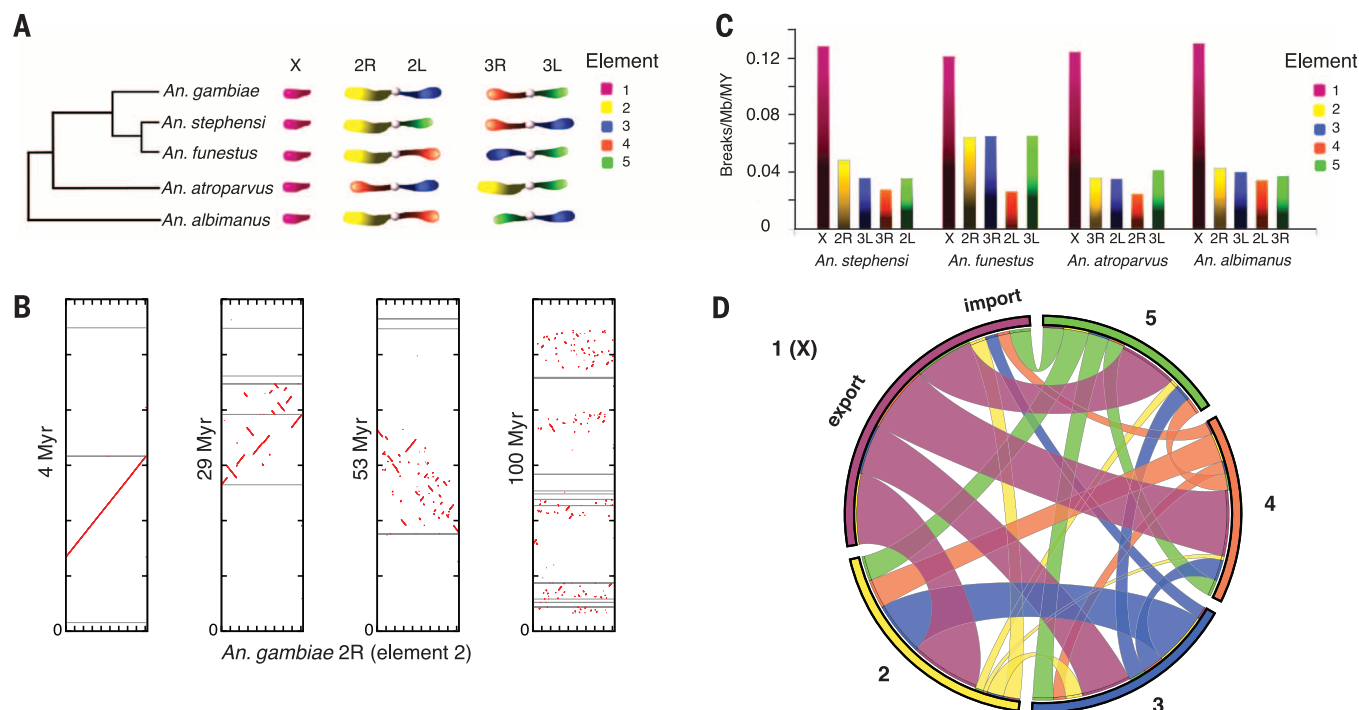 A
X 2R 2L 3R 3L
Element
1
2
3
4
5
An. gambiae
An. stephensi
An. funestus
An. atroparvus
An. albimanus
B
4 Myr
0
29 Myr
0
53 Myr
0
100 Myr
0
An. gambiae 2R (element 2)
C
Breaks/Mb/MY
0.12
0.08
0.04
0
X 2R 3L 3R 2L
An. stephensi
X 2R 3R 2L 3L
An. funestus
X 3R 2L 2R 3L
An. atroparvus
X 2R 3L 2L 3R
An. albimanus
Element
1
2
3
4
5
D
1 (X)
import
export
5
4
3
2